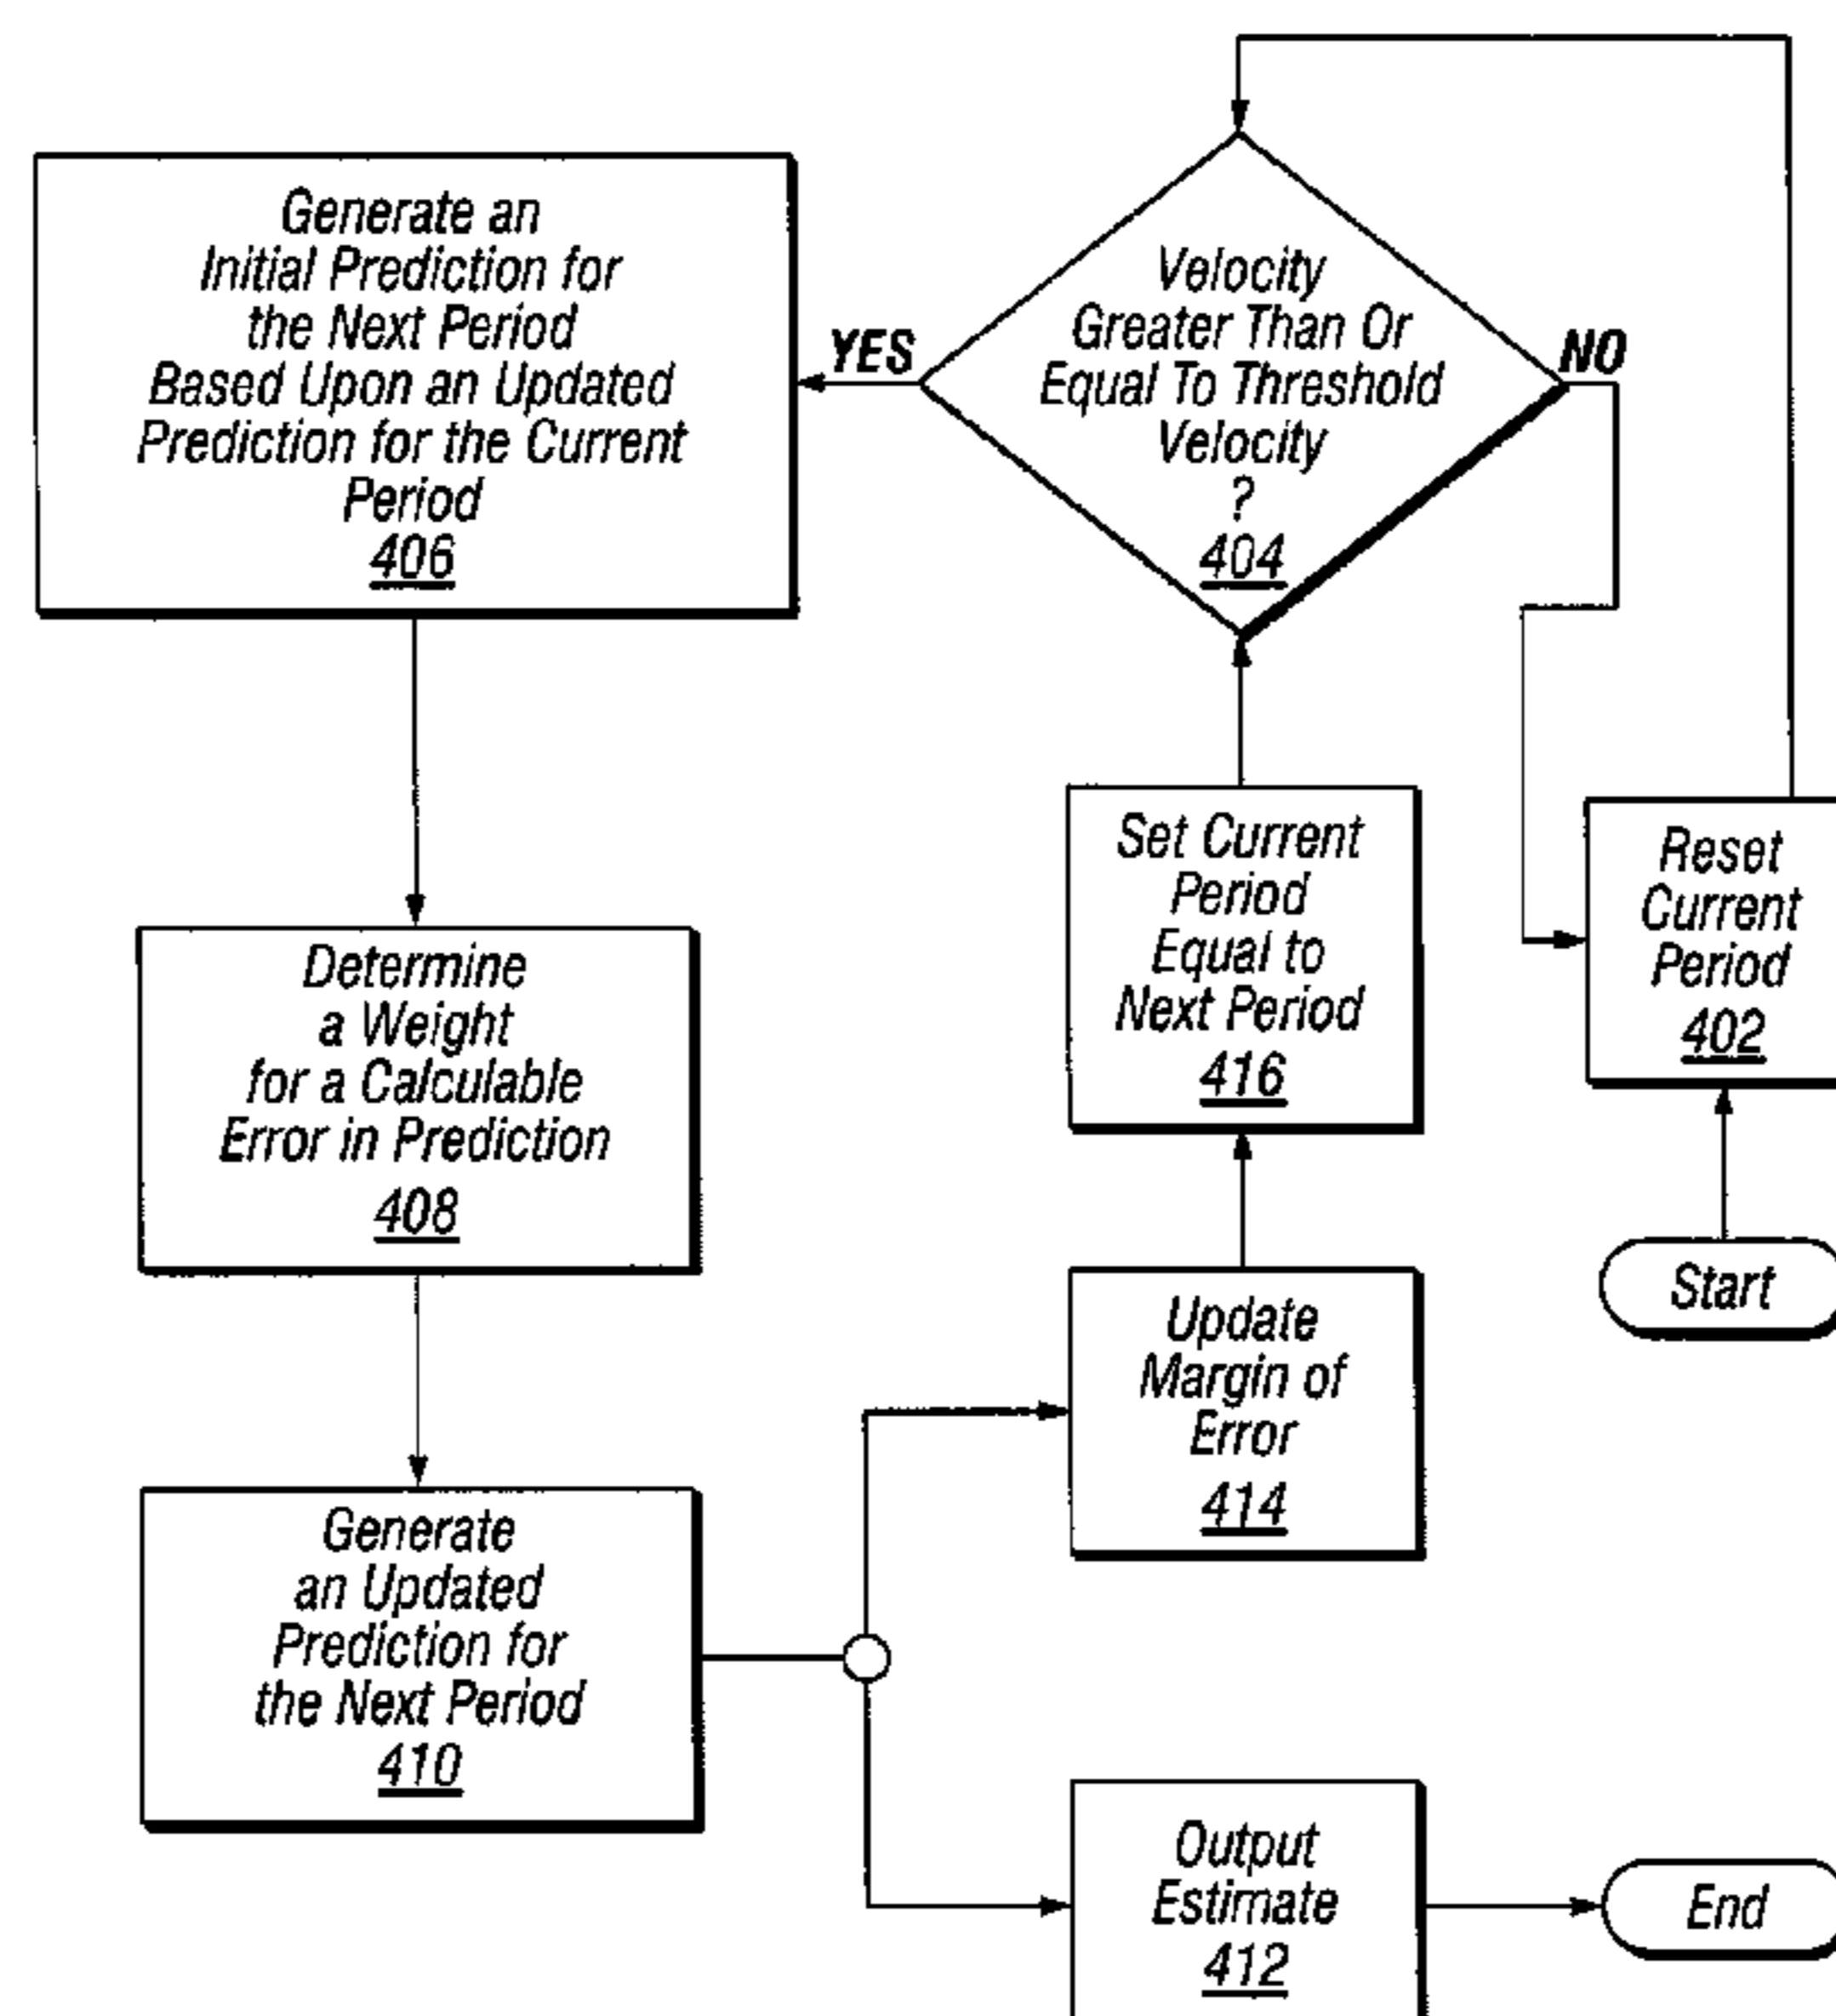 Generate an
Initial Prediction for
the Next Period
Based Upon an Updated
Prediction for the Current
Period
406
YES
Velocity
Greater Than Or
Equal To Threshold
Velocity
?
404
NO
Set Current
Period
Equal to
Next Period
416
Reset
Current
Period
402
Determine
a Weight
for a Calculable
Error in Prediction
408
Update
Margin of
Error
414
Start
Generate
an Updated
Prediction for
the Next Period
410
Output
Estimate
412
End